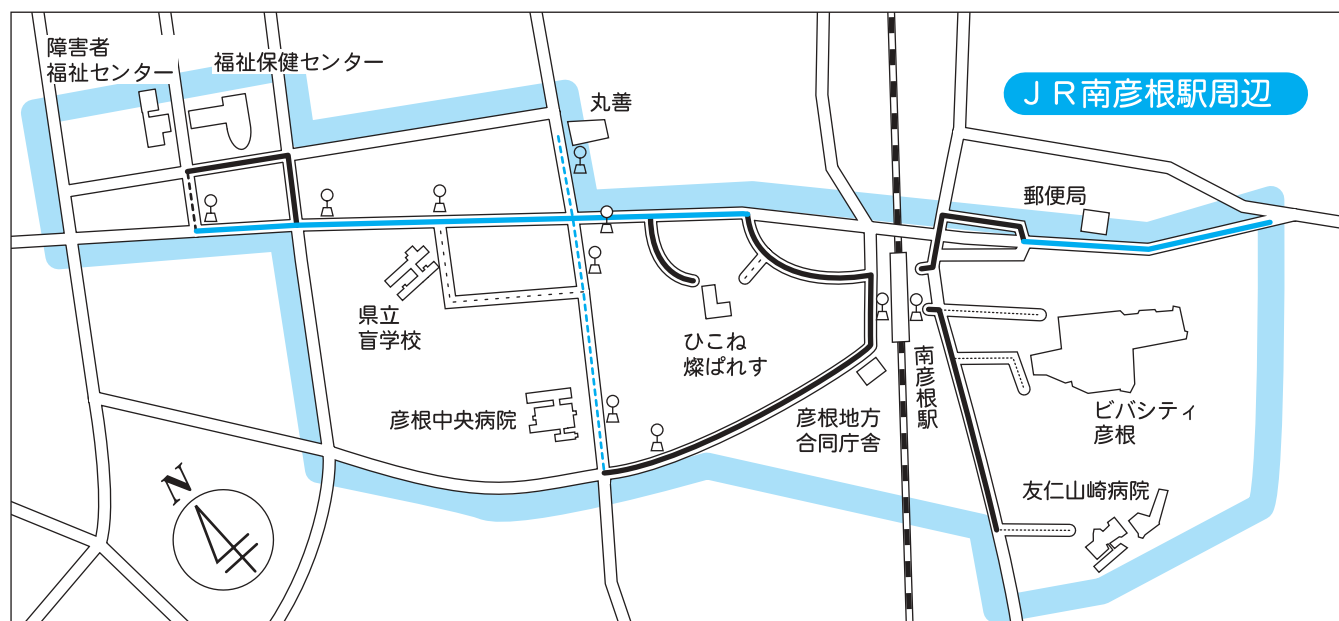 障害者
福祉センター
福祉保健センター
丸善
ＪＲ南彦根駅周辺
郵便局
県立
盲学校
ひこね
燦ぱれす
南彦根駅
彦根中央病院
彦根地方
合同庁舎
ビバシティ
彦根
友仁山崎病院
N